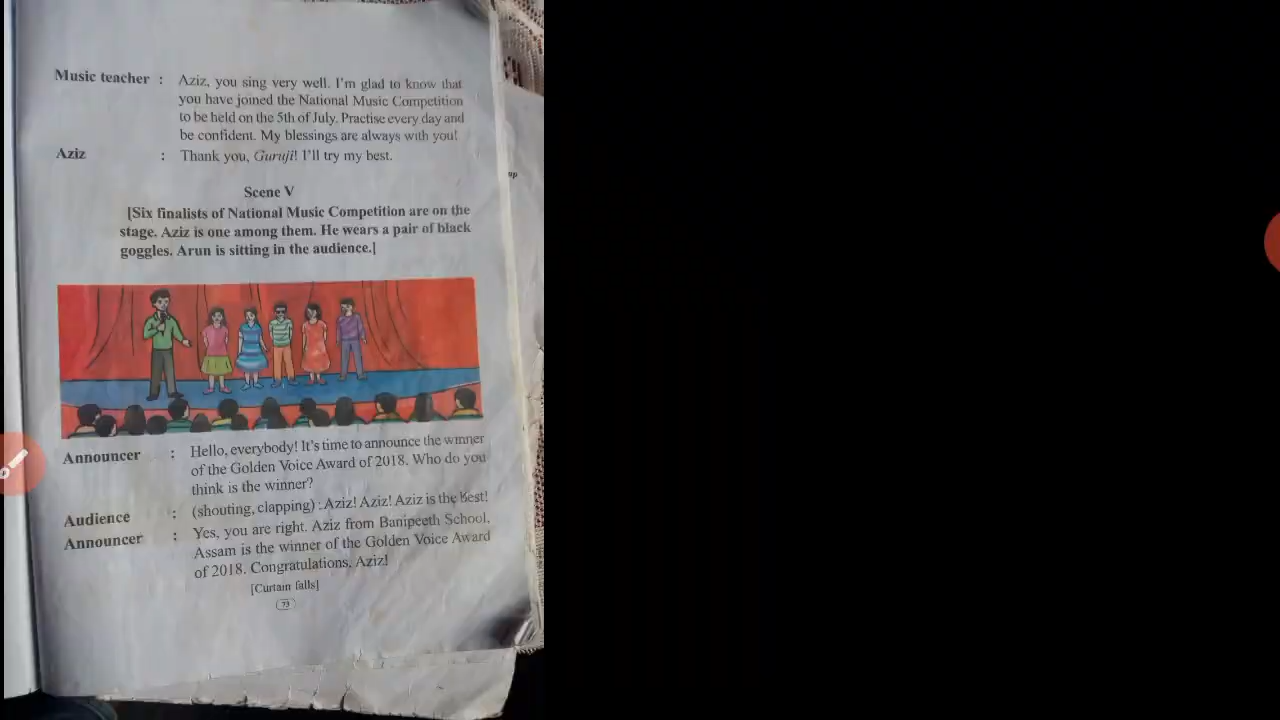 Music teacher : Aziz, you sing very well. I'm glad to know that
you have joined the National Music Competition
to be held on the 5th of July. Practise every day and
be confident. My blessings are always with you!
Aziz : Thank you, Guruji! I'll try my best.
Scene V
[Six finalists of National Music Competition are on the
stage. Aziz is one among them. He wears a pair of black
goggles. Arun is sitting in the audience.]
Announcer : Hello, everybody! It's time to announce the winner
of the Golden Voice Award of 2018. Who do you
think is the winner?
Audience : (shouting, clapping) : Aziz! Aziz! Aziz is the best!
Announcer : Yes, you are right. Aziz from Banipeeth School,
Assam is the winner of the Golden Voice Award
of 2018. Congratulations, Aziz!
[Curtain falls]
73
up